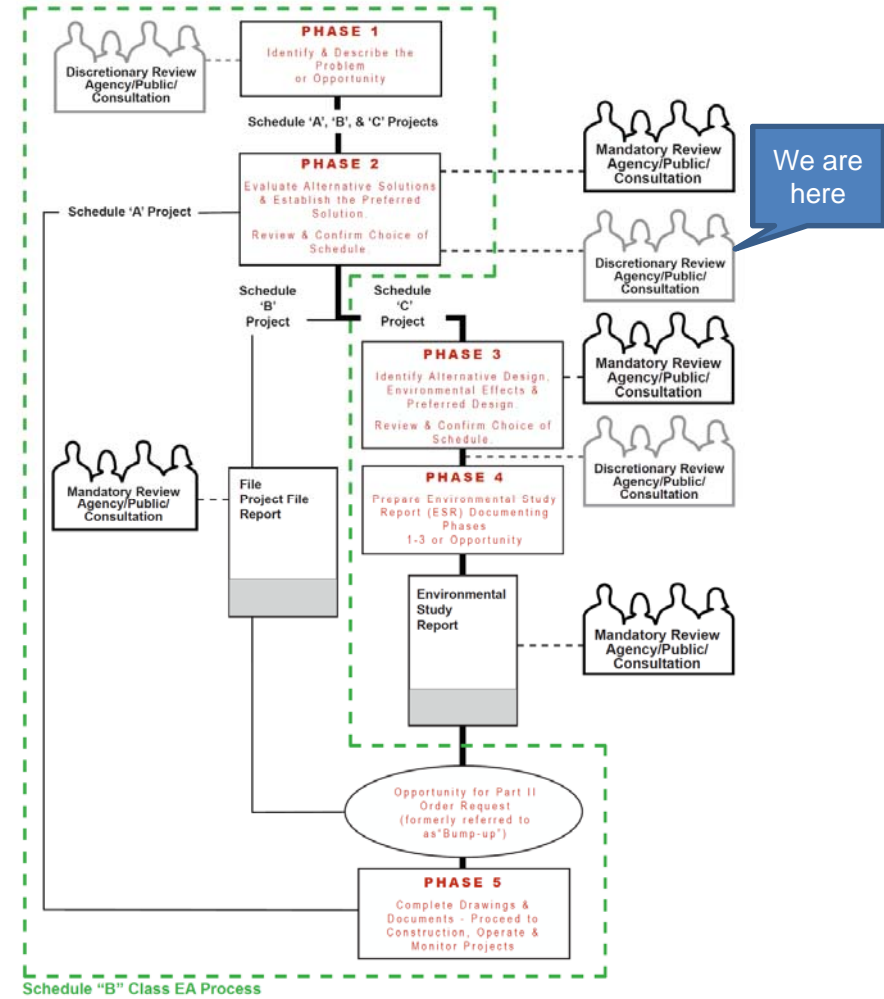 PHASE 1
Identify & Describe the
Problem
or Opportunity
Discretionary Review
Agency/Public/
Consultation
Schedule ‘A’, ‘B’, & ‘C’ Projects
PHASE 2
Evaluate Alternative Solutions
& Establish the Preferred
Solution.
Review & Confirm Choice of
Schedule.
Mandatory Review
Agency/Public/
Consultation
We are
here
Schedule ‘A’ Project
Discretionary Review
Agency/Public/
Consultation
Schedule
‘B’
Project
Schedule
‘C’
Project
PHASE 3
Identify Alternative Design,
Environmental Effects &
Preferred Design
Review & Confirm Choice of
Schedule.
Mandatory Review
Agency/Public/
Consultation
Discretionary Review
Agency/Public/
Consultation
Mandatory Review
Agency/Public/
Consultation
File
Project File
Report
PHASE 4
Prepare Environmental Study
Report (ESR) Documenting
Phases
1-3 or Opportunity
Environmental
Study
Report
Mandatory Review
Agency/Public/
Consultation
Opportunity for Part II
Order Request
(formerly referred to
as“Bump-up”)
PHASE 5
Complete Drawings &
Documents - Proceed to
Construction, Operate &
Monitor Projects
Schedule “B” Class EA Process